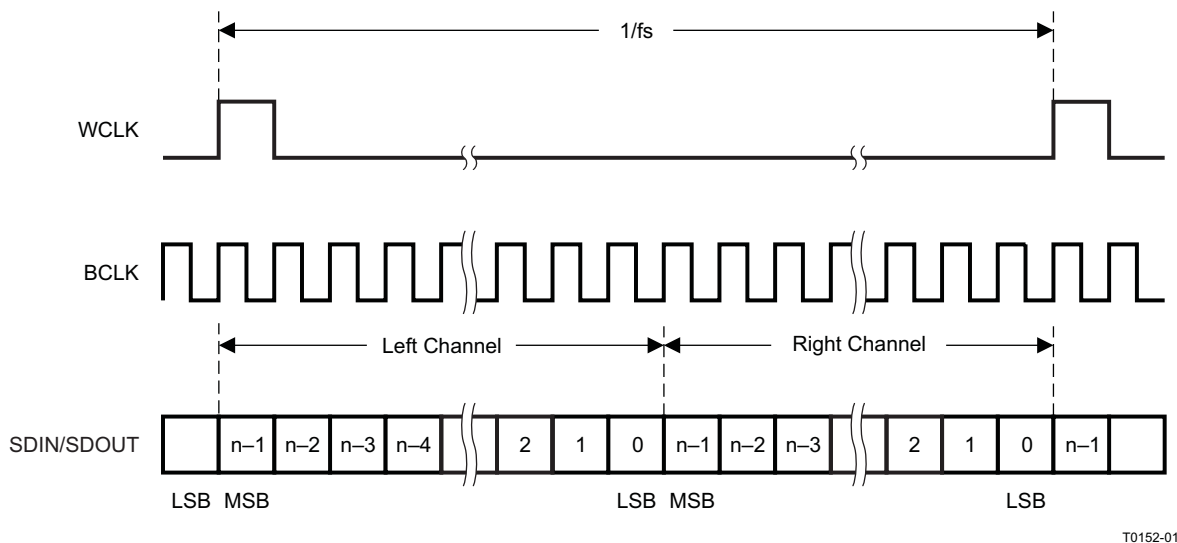 1/fs
WCLK
BCLK
Left Channel Right Channel
SDIN/SDOUT n–1 n–2 n–3 n–4 2 1 0 n–1 n–2 n–3 2 1 0 n–1
LSB MSB LSB MSB LSB
T0152-01